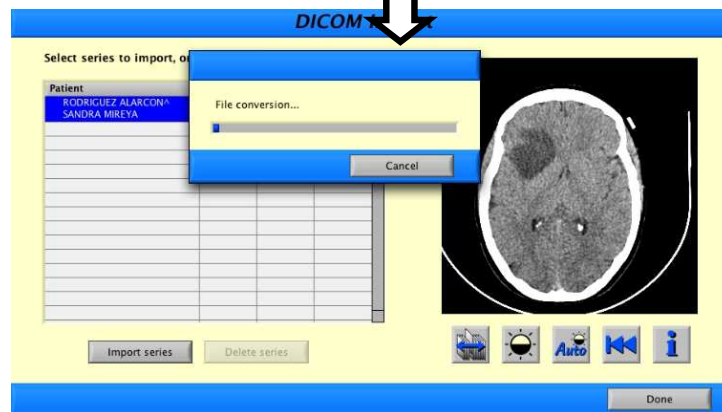 DICOM
Select series to import, o
Patient
RODRIGUEZ ALARCON^
SANDRA MIREYA
File conversion...
Cancel
Import series
Delete series
Auto
i
Done